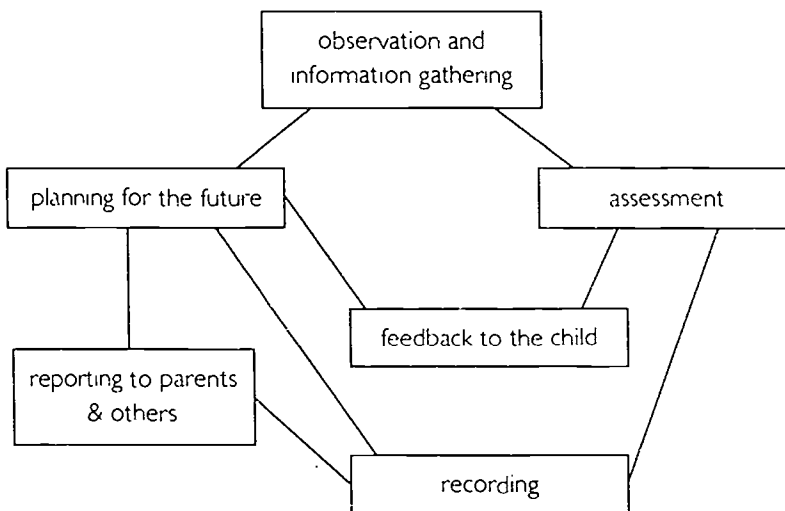 observation and
information gathering
planning for the future
assessment
feedback to the child
reporting to parents
& others
recording